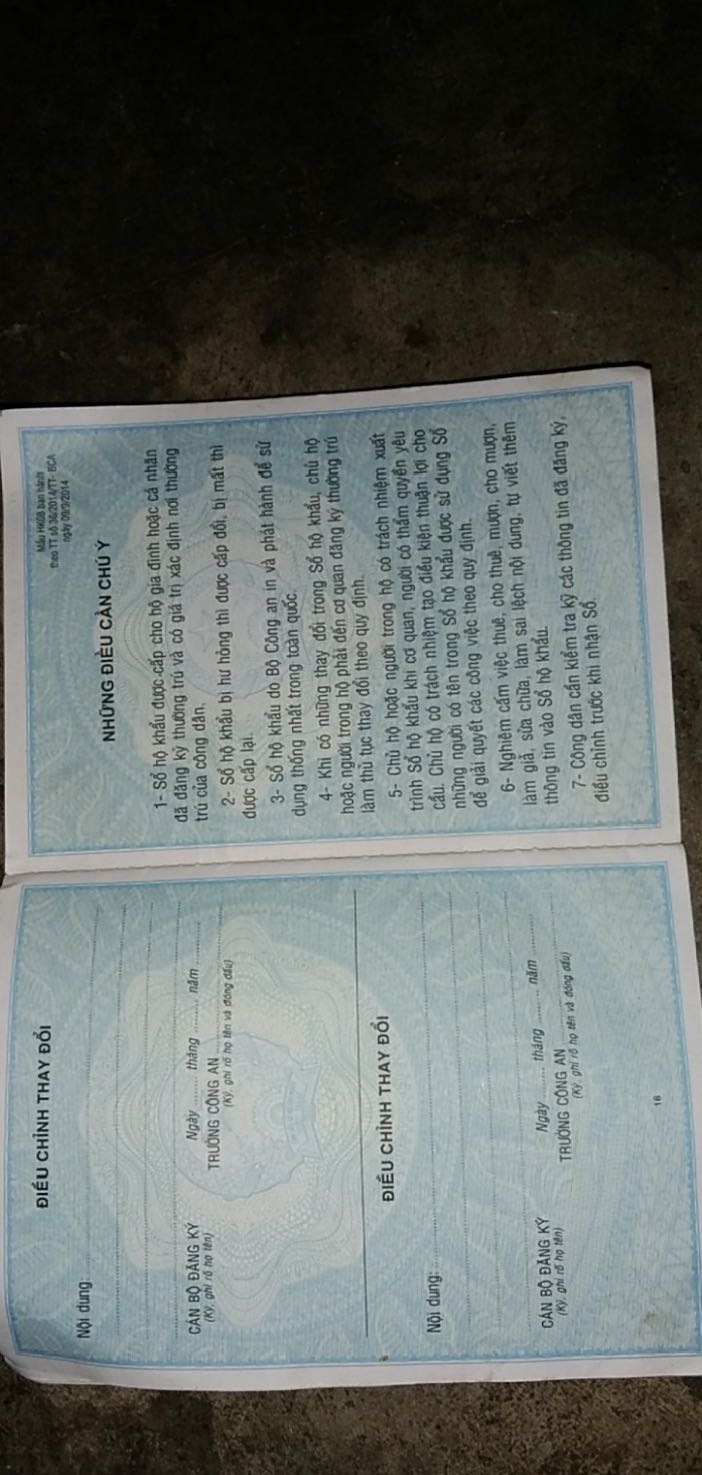 ĐIỀU CHỈNH THAY ĐỔI
Nội dung
CÁN BỘ ĐĂNG KÝ
(Ký, ghi rõ họ tên)
Ngày ........ tháng ........ năm ........
TRƯỞNG CÔNG AN
(Ký, ghi rõ họ tên và đóng dấu)
ĐIỀU CHỈNH THAY ĐỔI
Nội dung:
CÁN BỘ ĐĂNG KÝ
(Ký, ghi rõ họ tên)
Ngày ........ tháng ........ năm ........
TRƯỞNG CÔNG AN
(Ký, ghi rõ họ tên và đóng dấu)
16
Mẫu HK08 ban hành
theo TT số 36/2014/TT- BCA
ngày 09/9/2014
NHỮNG ĐIỀU CẦN CHÚ Ý
1- Sổ hộ khẩu được cấp cho hộ gia đình hoặc cá nhân
đã đăng ký thường trú và có giá trị xác định nơi thường
trú của công dân.
2- Sổ hộ khẩu bị hư hỏng thì được cấp đổi, bị mất thì
được cấp lại.
3- Sổ hộ khẩu do Bộ Công an in và phát hành để sử
dụng thống nhất trong toàn quốc.
4- Khi có những thay đổi trong Sổ hộ khẩu, chủ hộ
hoặc người trong hộ phải đến cơ quan đăng ký thường trú
làm thủ tục thay đổi theo quy định.
5- Chủ hộ hoặc người trong hộ có trách nhiệm xuất
trình Sổ hộ khẩu khi cơ quan, người có thẩm quyền yêu
cầu. Chủ hộ có trách nhiệm tạo điều kiện thuận lợi cho
những người có tên trong Sổ hộ khẩu được sử dụng Sổ
để giải quyết các công việc theo quy định.
6- Nghiêm cấm việc thuê, cho thuê, mượn, cho mượn,
làm giả, sửa chữa, làm sai lệch nội dung, tự viết thêm
thông tin vào Sổ hộ khẩu.
7- Công dân cần kiểm tra kỹ các thông tin đã đăng ký,
điều chỉnh trước khi nhận Sổ.